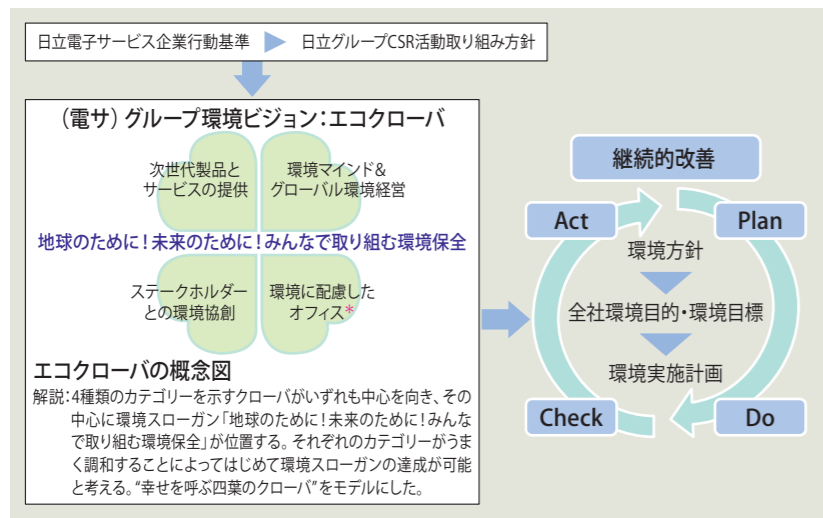 日立電子サービス企業行動基準 日立グループCSR活動取り組み方針
(電サ)グループ環境ビジョン:エコクローバ
次世代製品と
サービスの提供
環境マインド&
グローバル環境経営
地球のために!未来のために!みんなで取り組む環境保全
ステークホルダー
との環境協創
環境に配慮した
オフィス*
エコクローバの概念図
解説:4種類のカテゴリーを示すクローバがいずれも中心を向き、その
中心に環境スローガン「地球のために!未来のために!みんな
で取り組む環境保全」が位置する。それぞれのカテゴリーがうま
く調和することによってはじめて環境スローガンの達成が可能
と考える。“幸せを呼ぶ四葉のクローバ”をモデルにした。
継続的改善
Act
Plan
環境方針
全社環境目的・環境目標
環境実施計画
Check
Do